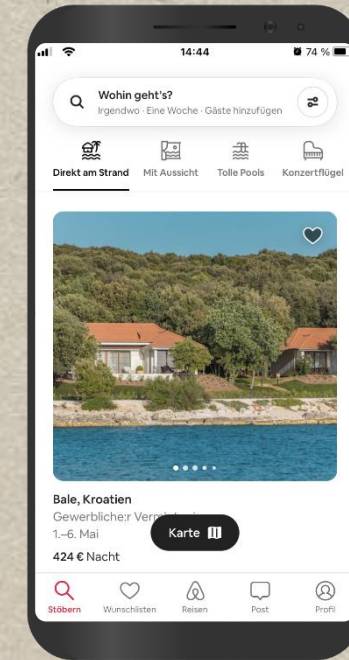 14:44
74 %
Wohin geht's?
Irgendwo · Eine Woche · Gäste hinzufügen
Direkt am Strand Mit Aussicht Tolle Pools Konzertflügel
Bale, Kroatien
Gewerbliche:r
1.–6. Mai
Karte
424 € Nacht
Stöbern Wunschlisten Reisen Post Profil